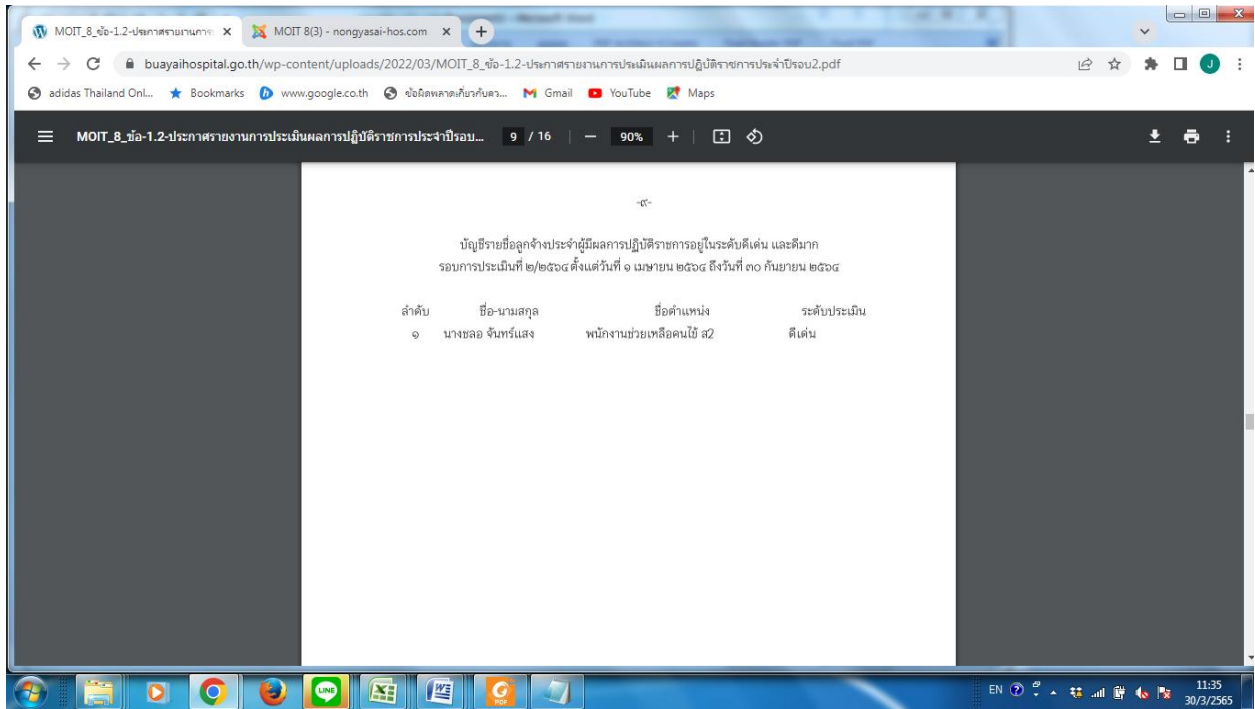 MOIT_8_ข้อ-1.2-ประกาศรายงานการ
MOIT 8(3) - nongyasai-hos.com
buayaihospital.go.th/wp-content/uploads/2022/03/MOIT_8_ข้อ-1.2-ประกาศรายงานการประเมินผลการปฏิบัติราชการประจำปีรอบ2.pdf
adidas Thailand Onl... Bookmarks www.google.co.th ข้อผิดพลาดเกี่ยวกับคว... Gmail YouTube Maps
MOIT_8_ข้อ-1.2-ประกาศรายงานการประเมินผลการปฏิบัติราชการประจำปีรอบ... 9 / 16 90%
-๙-
บัญชีรายชื่อลูกจ้างประจำผู้มีผลการปฏิบัติราชการอยู่ในระดับดีเด่น และดีมาก
รอบการประเมินที่ ๒/๒๕๖๔ ตั้งแต่วันที่ ๑ เมษายน ๒๕๖๔ ถึงวันที่ ๓๐ กันยายน ๒๕๖๔
ลำดับ ชื่อ-นามสกุล ชื่อตำแหน่ง ระดับประเมิน
๑ นางชลอ จันทร์แสง พนักงานช่วยเหลือคนไข้ ส2 ดีเด่น
EN 11:35
30/3/2565